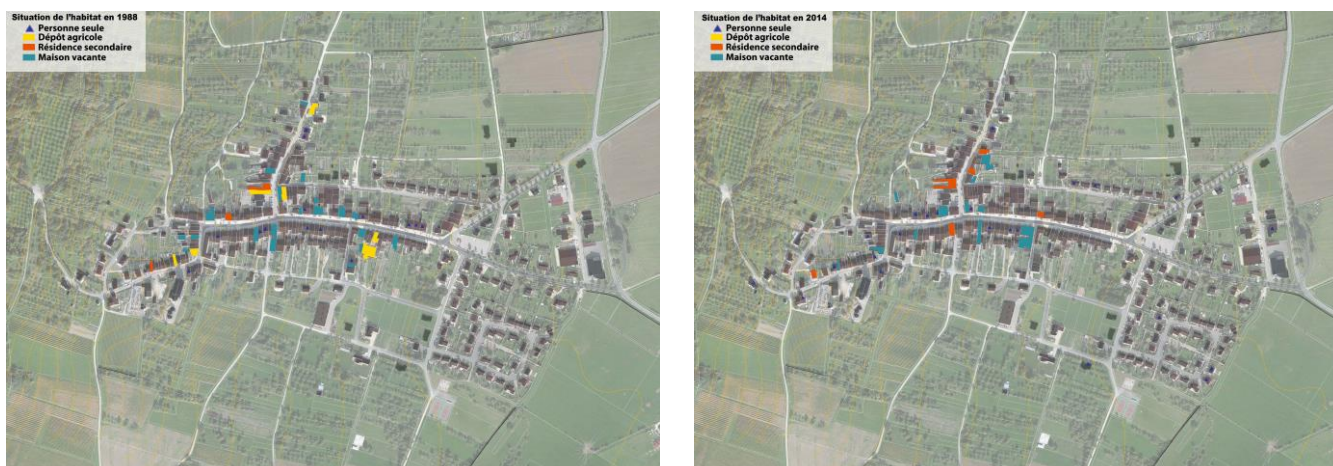 Situation de l'habitat en 1988
Personne seule
Dépôt agricole
Résidence secondaire
Maison vacante
Situation de l'habitat en 2014
Personne seule
Dépôt agricole
Résidence secondaire
Maison vacante